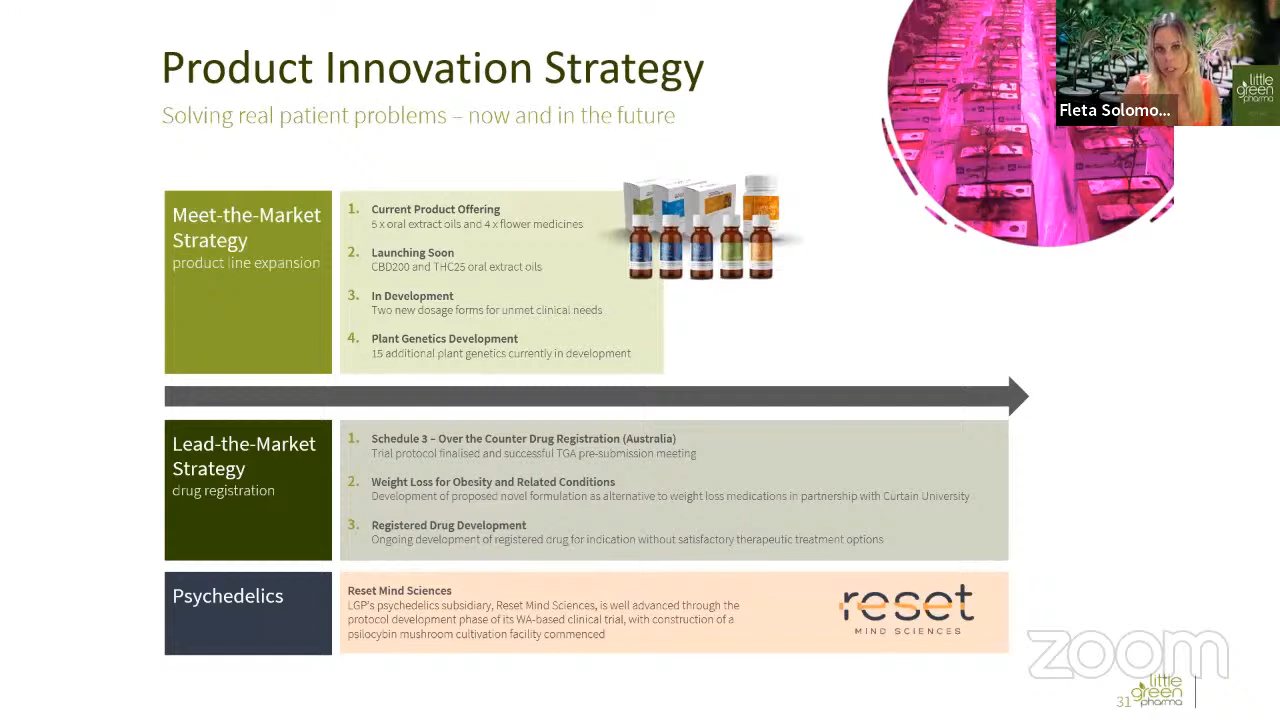 Product Innovation Strategy
Solving real patient problems – now and in the future
Fleta Solomo...
little
green
pharma
Meet-the-Market
Strategy
product line expansion
1. Current Product Offering
5 x oral extract oils and 4 x flower medicines
2. Launching Soon
CBD200 and THC25 oral extract oils
3. In Development
Two new dosage forms for unmet clinical needs
4. Plant Genetics Development
15 additional plant genetics currently in development
Lead-the-Market
Strategy
drug registration
1. Schedule 3 – Over the Counter Drug Registration (Australia)
Trial protocol finalised and successful TGA pre-submission meeting
2. Weight Loss for Obesity and Related Conditions
Development of proposed novel formulation as alternative to weight loss medications in partnership with Curtain University
3. Registered Drug Development
Ongoing development of registered drug for indication without satisfactory therapeutic treatment options
Psychedelics
Reset Mind Sciences
LGP's psychedelics subsidiary, Reset Mind Sciences, is well advanced through the
protocol development phase of its WA-based clinical trial, with construction of a
psilocybin mushroom cultivation facility commenced
reset
MIND SCIENCES
zoom
31
little
green
pharma